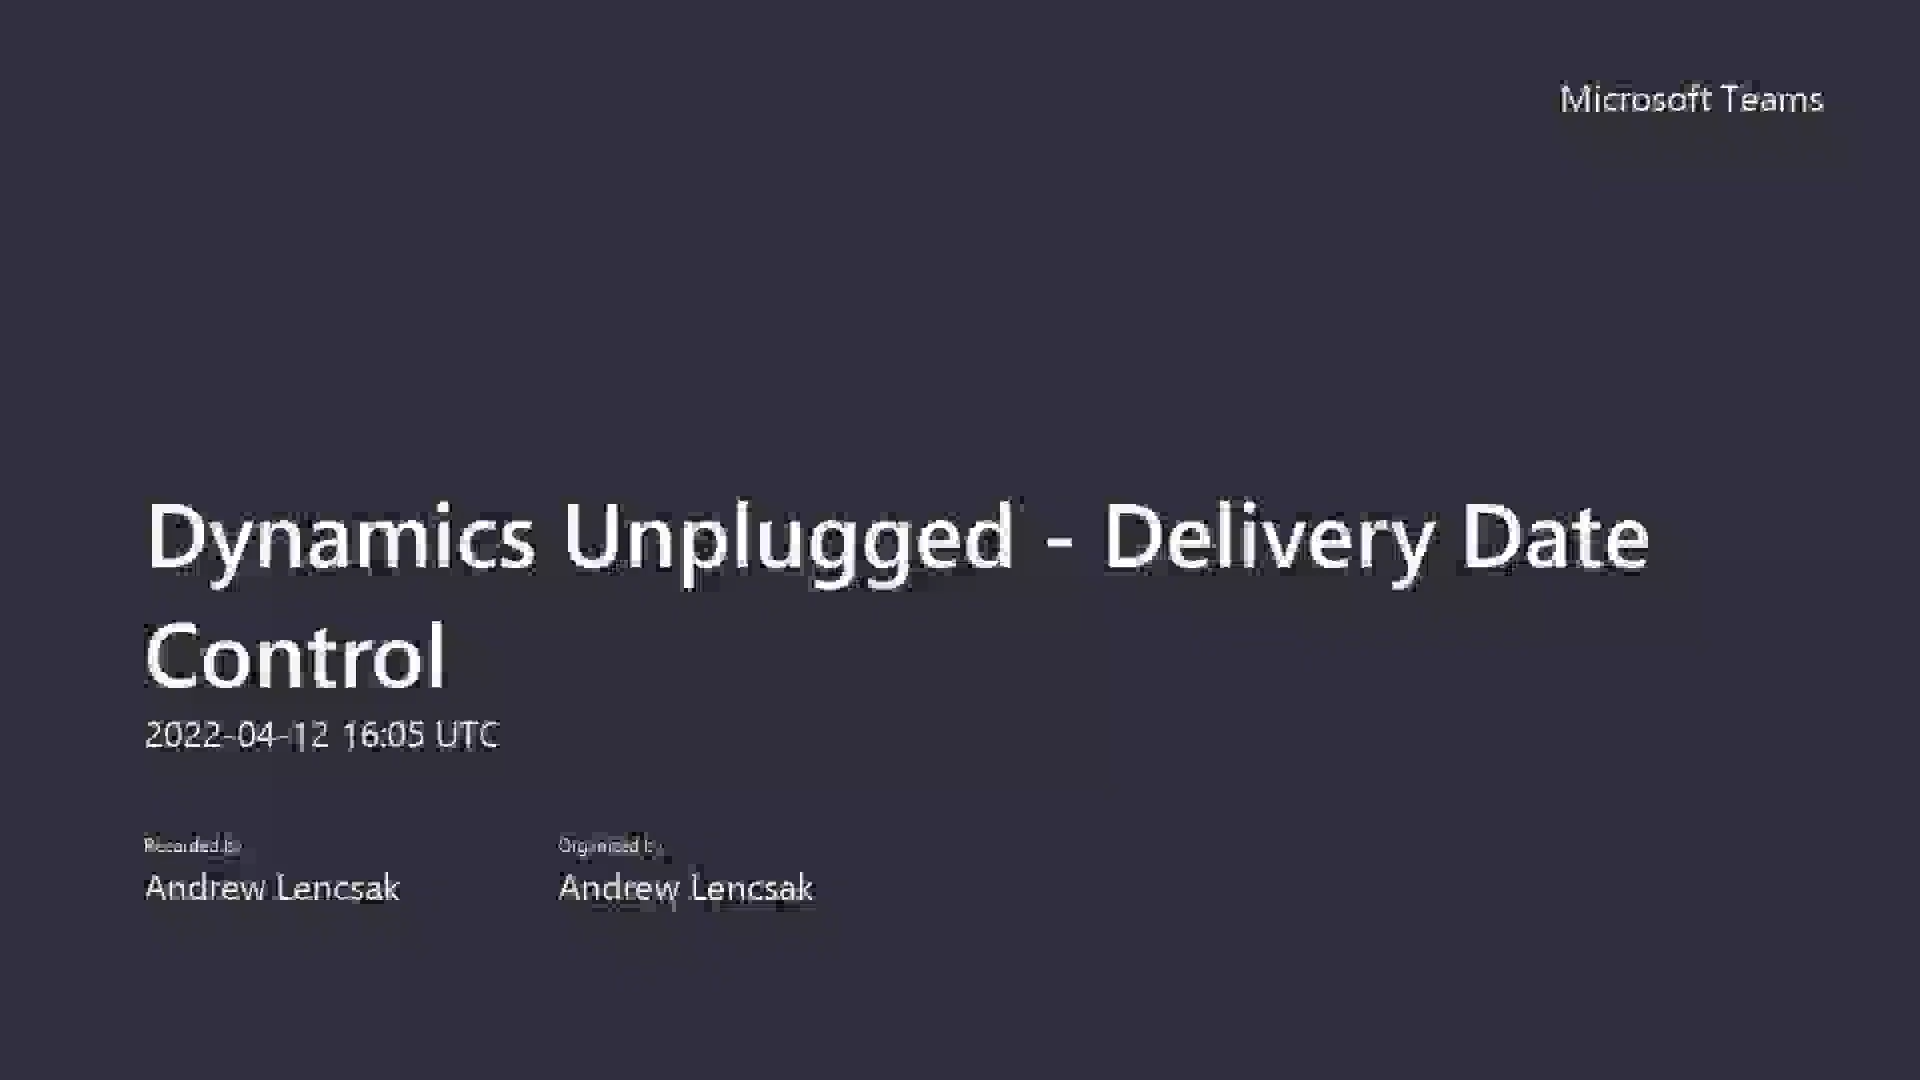 Microsoft Teams
Dynamics Unplugged - Delivery Date
Control
2022-04-12 16:05 UTC
Recorded by
Organized by
Andrew Lencsak
Andrew Lencsak